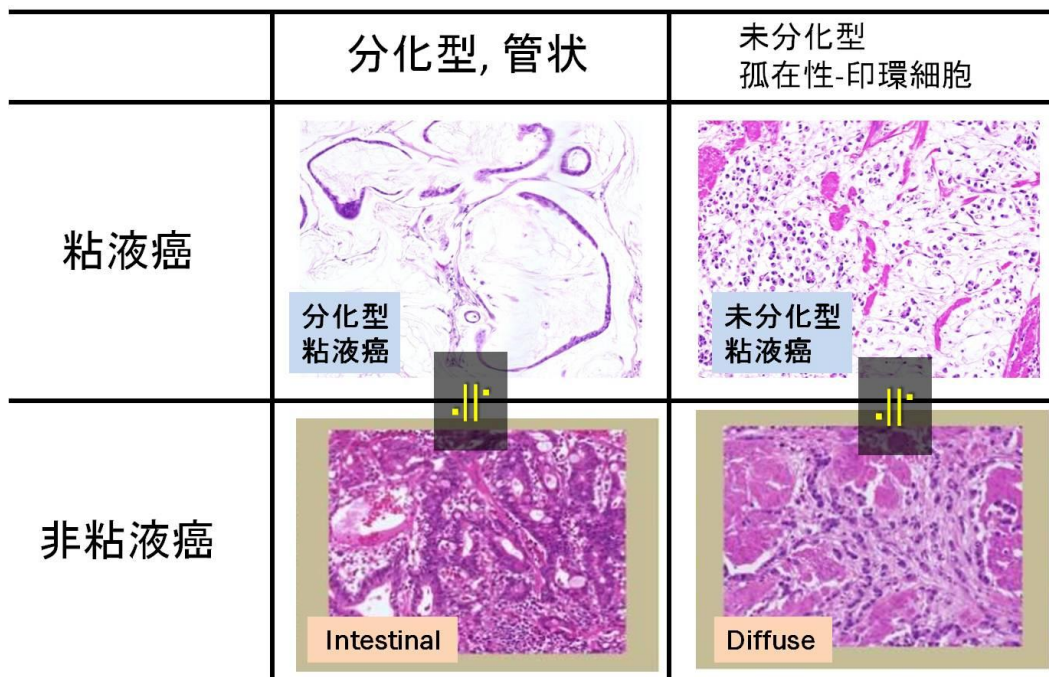 分化型, 管状
未分化型
孤在性-印環細胞
粘液癌
分化型
粘液癌
未分化型
粘液癌
非粘液癌
Intestinal
Diffuse